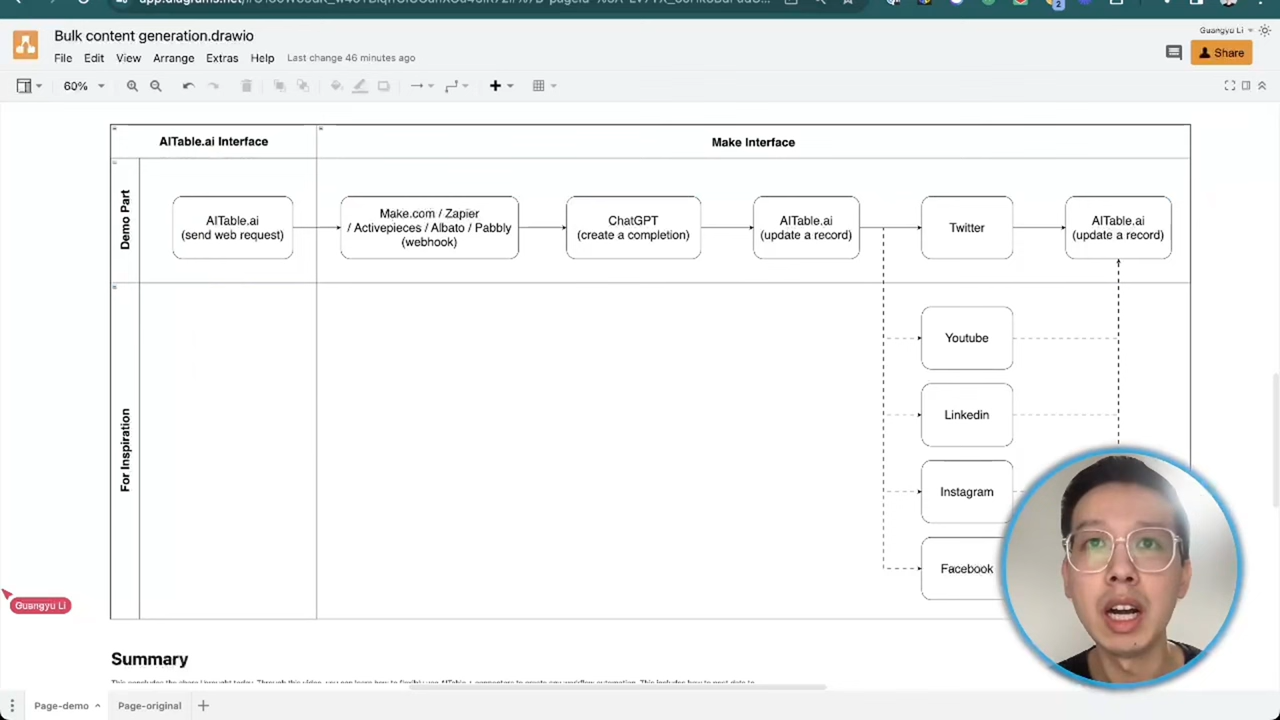 Bulk content generation.drawio
Guangyu Li
File Edit View Arrange Extras Help Last change 46 minutes ago
Share
60%
AITable.ai Interface
Make Interface
Demo Part
AITable.ai
(send web request)
Make.com / Zapier
/ Activepieces / Albato / Pabbly
(webhook)
ChatGPT
(create a completion)
AITable.ai
(update a record)
Twitter
AITable.ai
(update a record)
For Inspiration
Youtube
Linkedin
Instagram
Facebook
Guangyu Li
Summary
Page-demo
Page-original